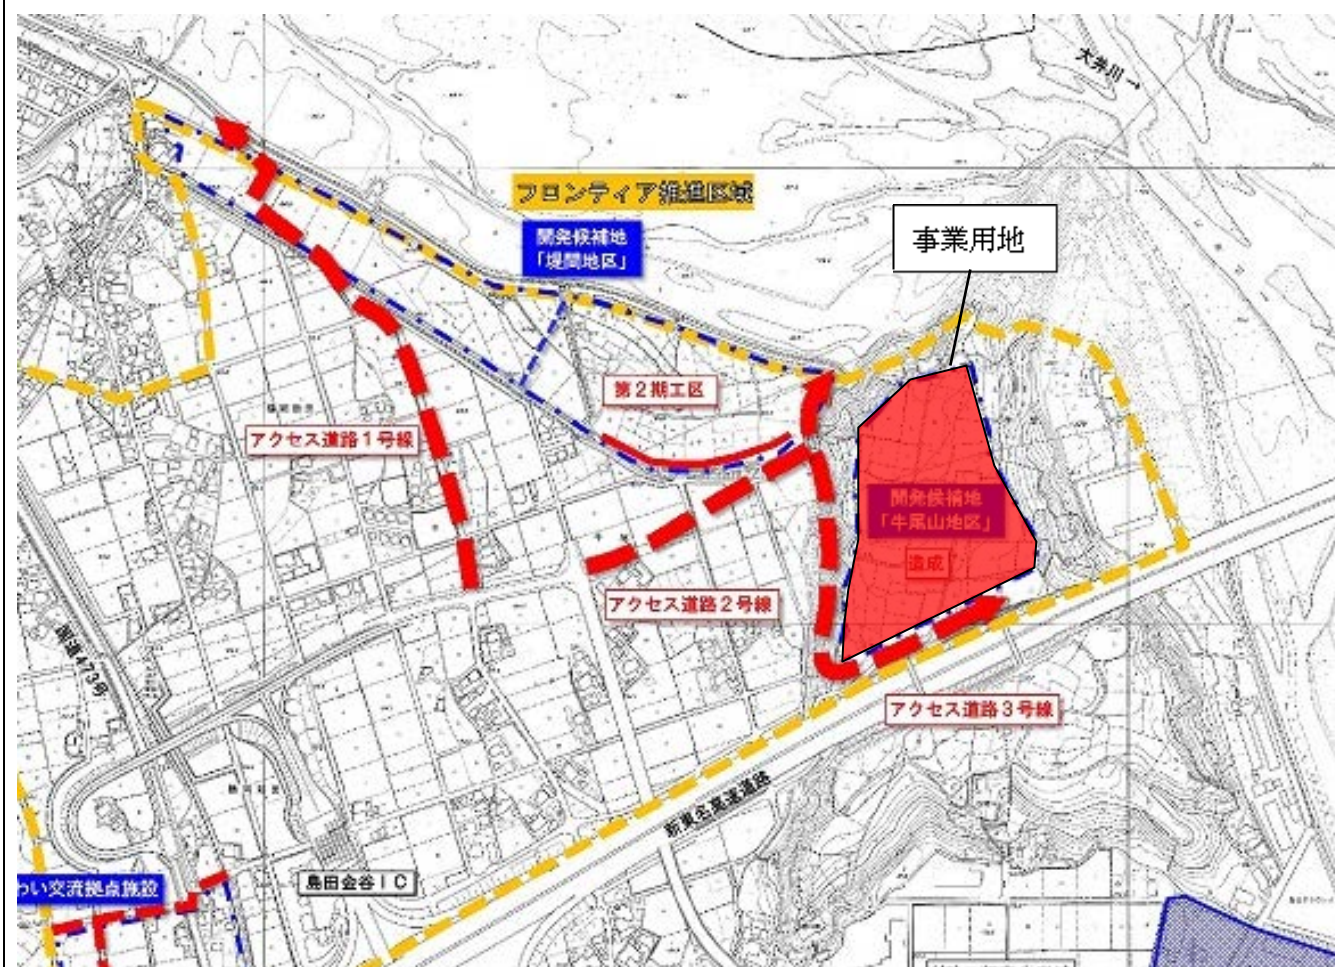 大井川→
フロンティア推進区域
開発候補地
「堤間地区」
事業用地
第2期工区
アクセス道路1号線
開発候補地
「牛尾山地区」
造成
アクセス道路2号線
国道473号
アクセス道路3号線
新東名高速道路
島田金谷IC
わい交流拠点施設